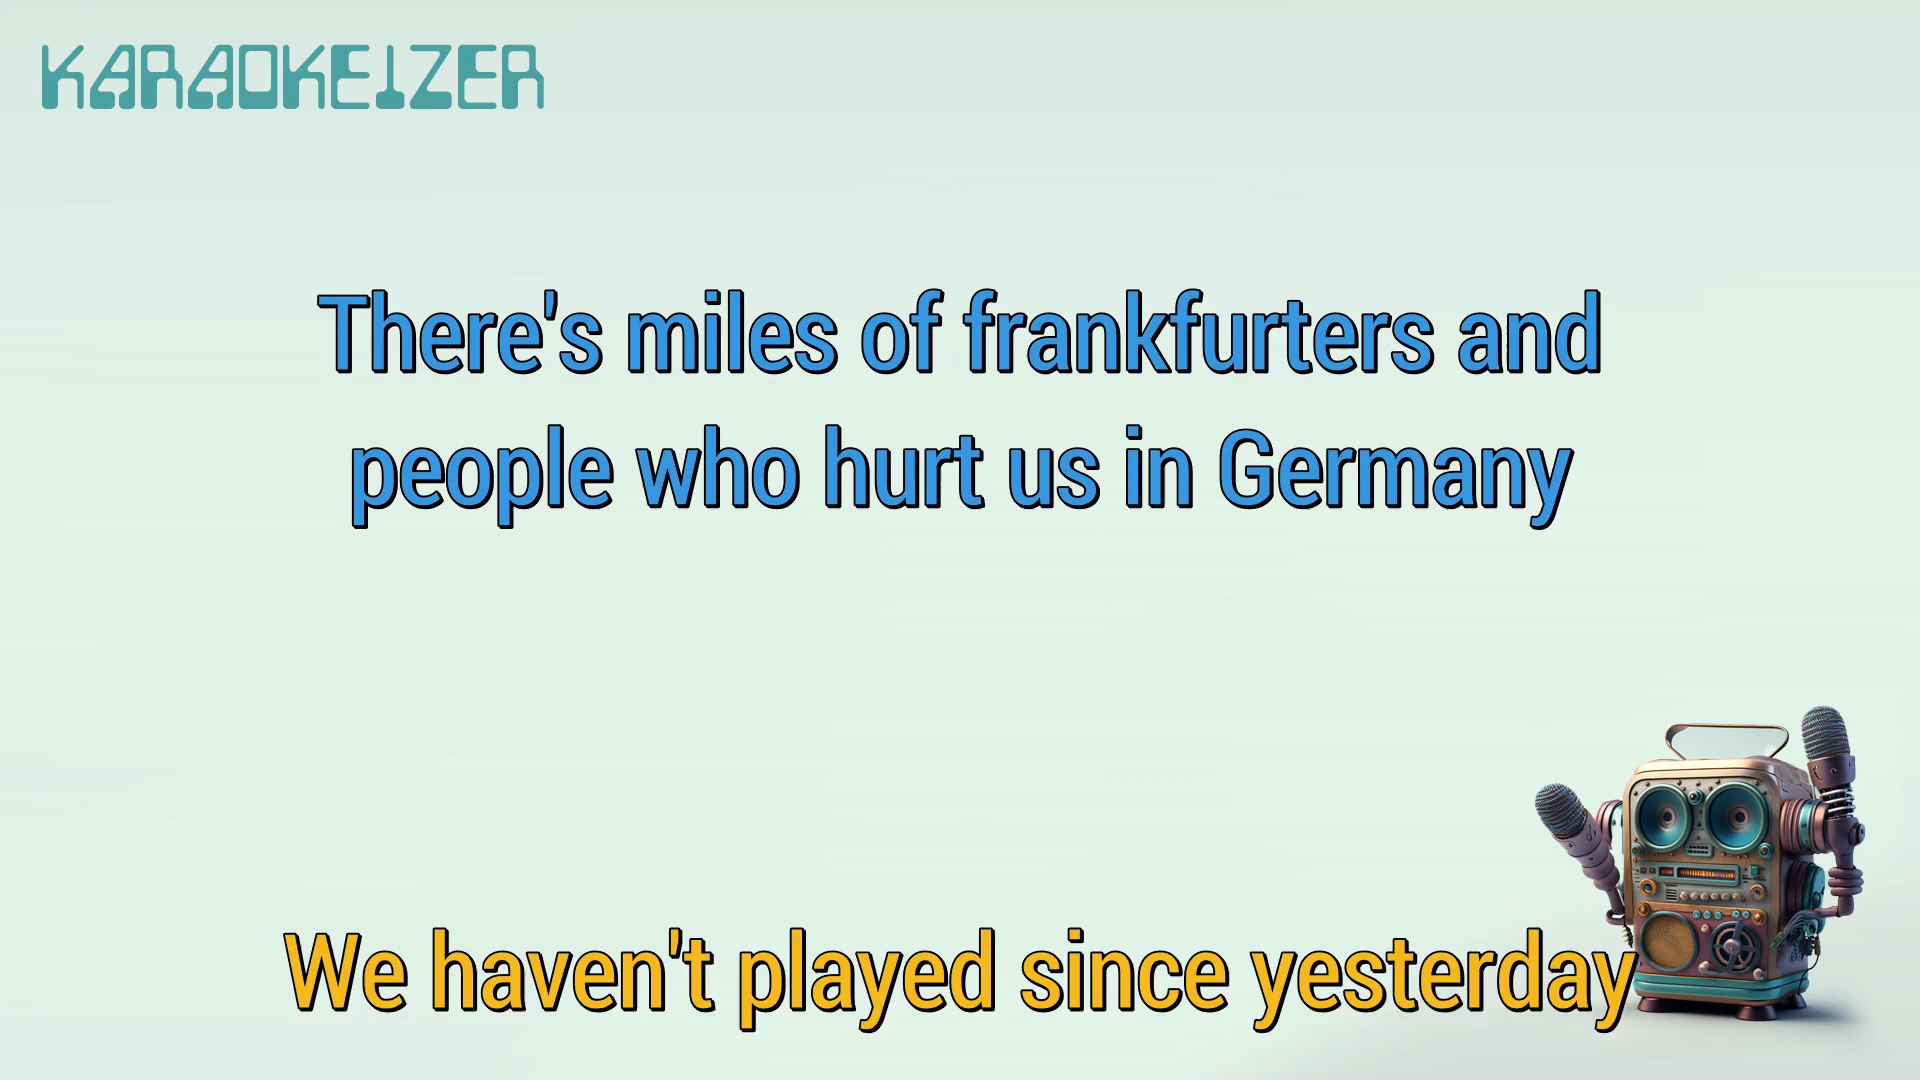 KARAOKEIZER
There's miles of frankfurters and
people who hurt us in Germany
We haven't played since yesterday